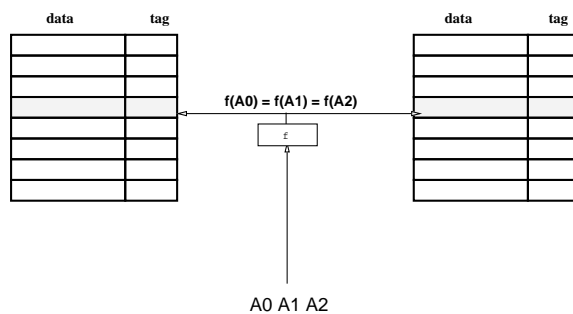 data tag data tag
f(A0) = f(A1) = f(A2)
f
A0 A1 A2